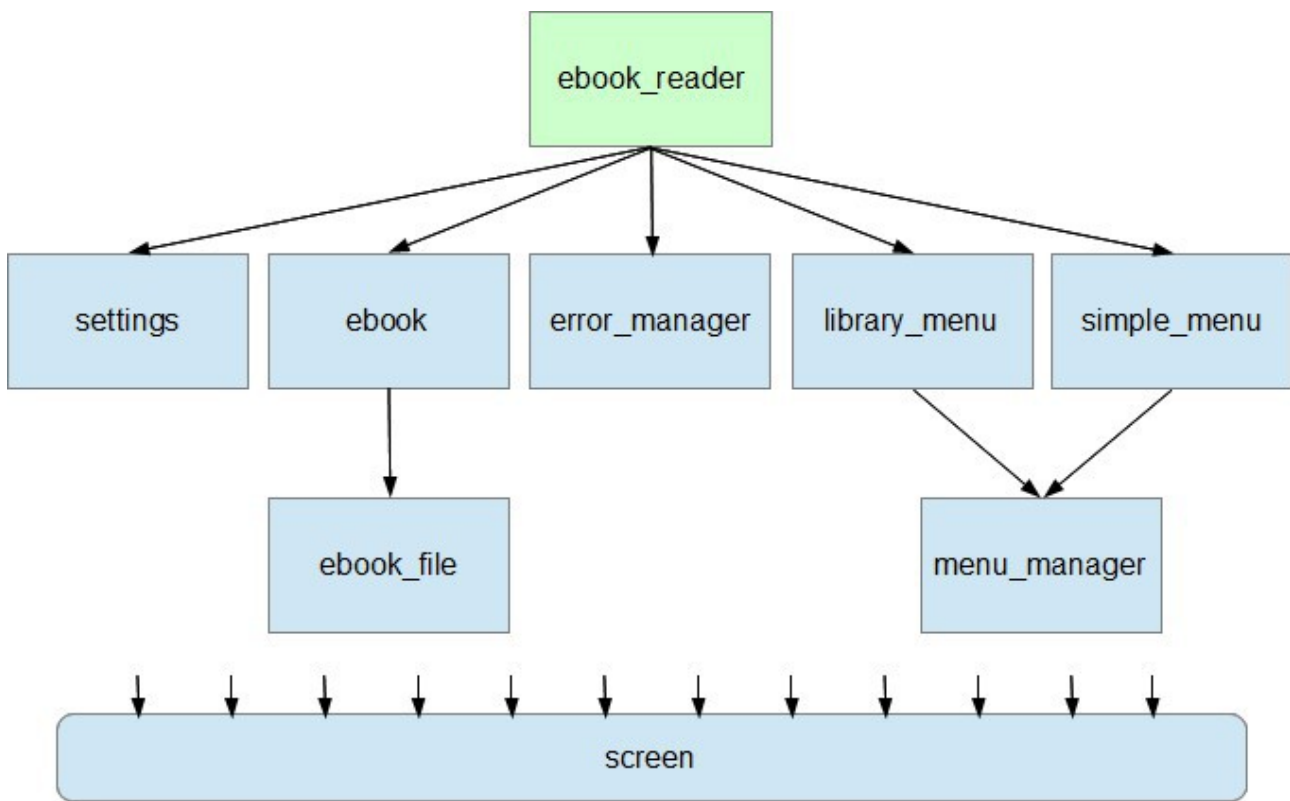 ebook_reader
settings
ebook
error_manager
library_menu
simple_menu
ebook_file
menu_manager
screen